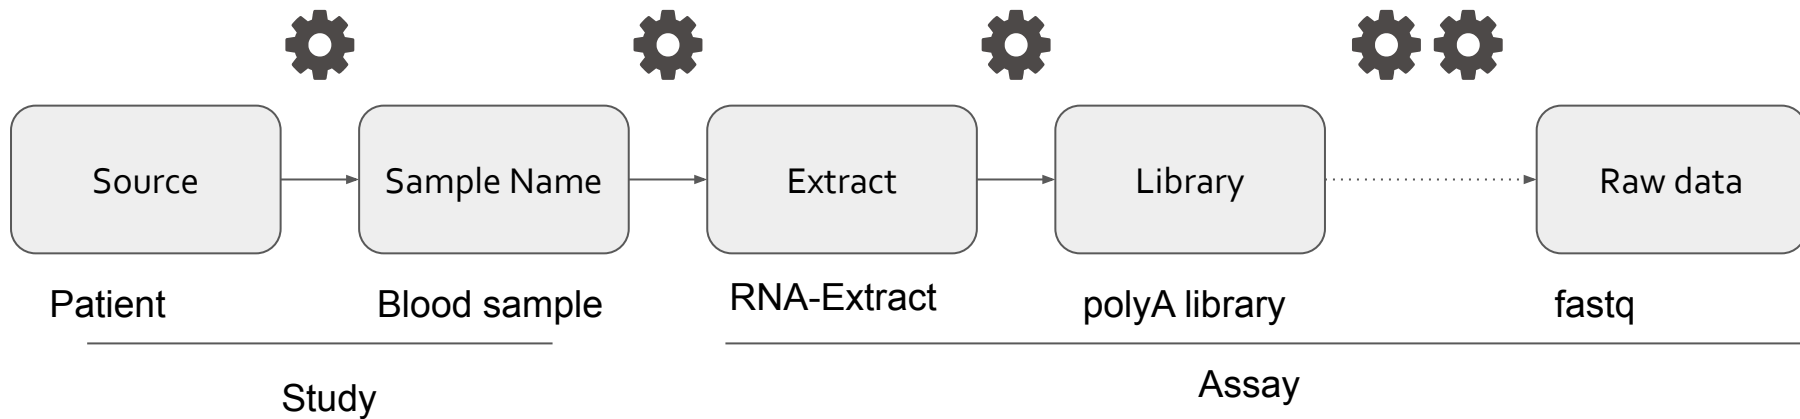 Source
Sample Name
Extract
Library
Raw data
Patient
Blood sample
RNA-Extract
polyA library
fastq
Study
Assay